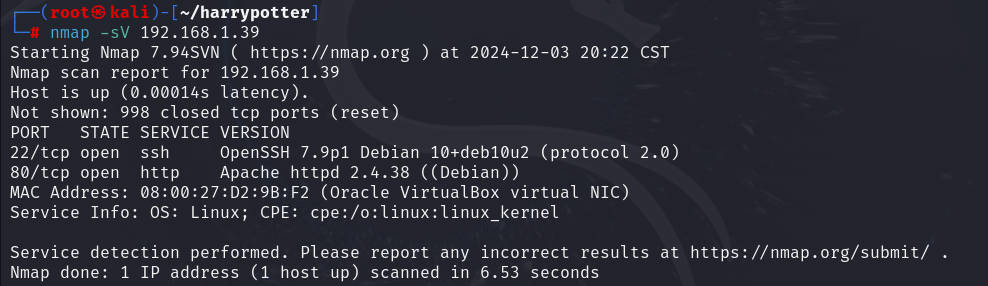 ┌──(root㉿kali)-[~/harrypotter]
└─# nmap -sV 192.168.1.39
Starting Nmap 7.94SVN ( https://nmap.org ) at 2024-12-03 20:22 CST
Nmap scan report for 192.168.1.39
Host is up (0.00014s latency).
Not shown: 998 closed tcp ports (reset)
PORT   STATE SERVICE VERSION
22/tcp open  ssh     OpenSSH 7.9p1 Debian 10+deb10u2 (protocol 2.0)
80/tcp open  http    Apache httpd 2.4.38 ((Debian))
MAC Address: 08:00:27:D2:9B:F2 (Oracle VirtualBox virtual NIC)
Service Info: OS: Linux; CPE: cpe:/o:linux:linux_kernel

Service detection performed. Please report any incorrect results at https://nmap.org/submit/ .
Nmap done: 1 IP address (1 host up) scanned in 6.53 seconds